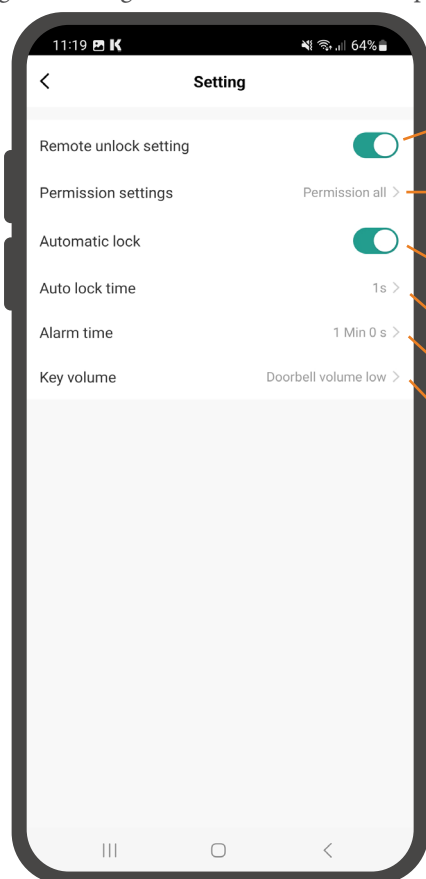 11:19 K 64%
Setting
Remote unlock setting
Permission settings Permission all >
Automatic lock
Auto lock time 1s >
Alarm time 1 Min 0 s >
Key volume Doorbell volume low >